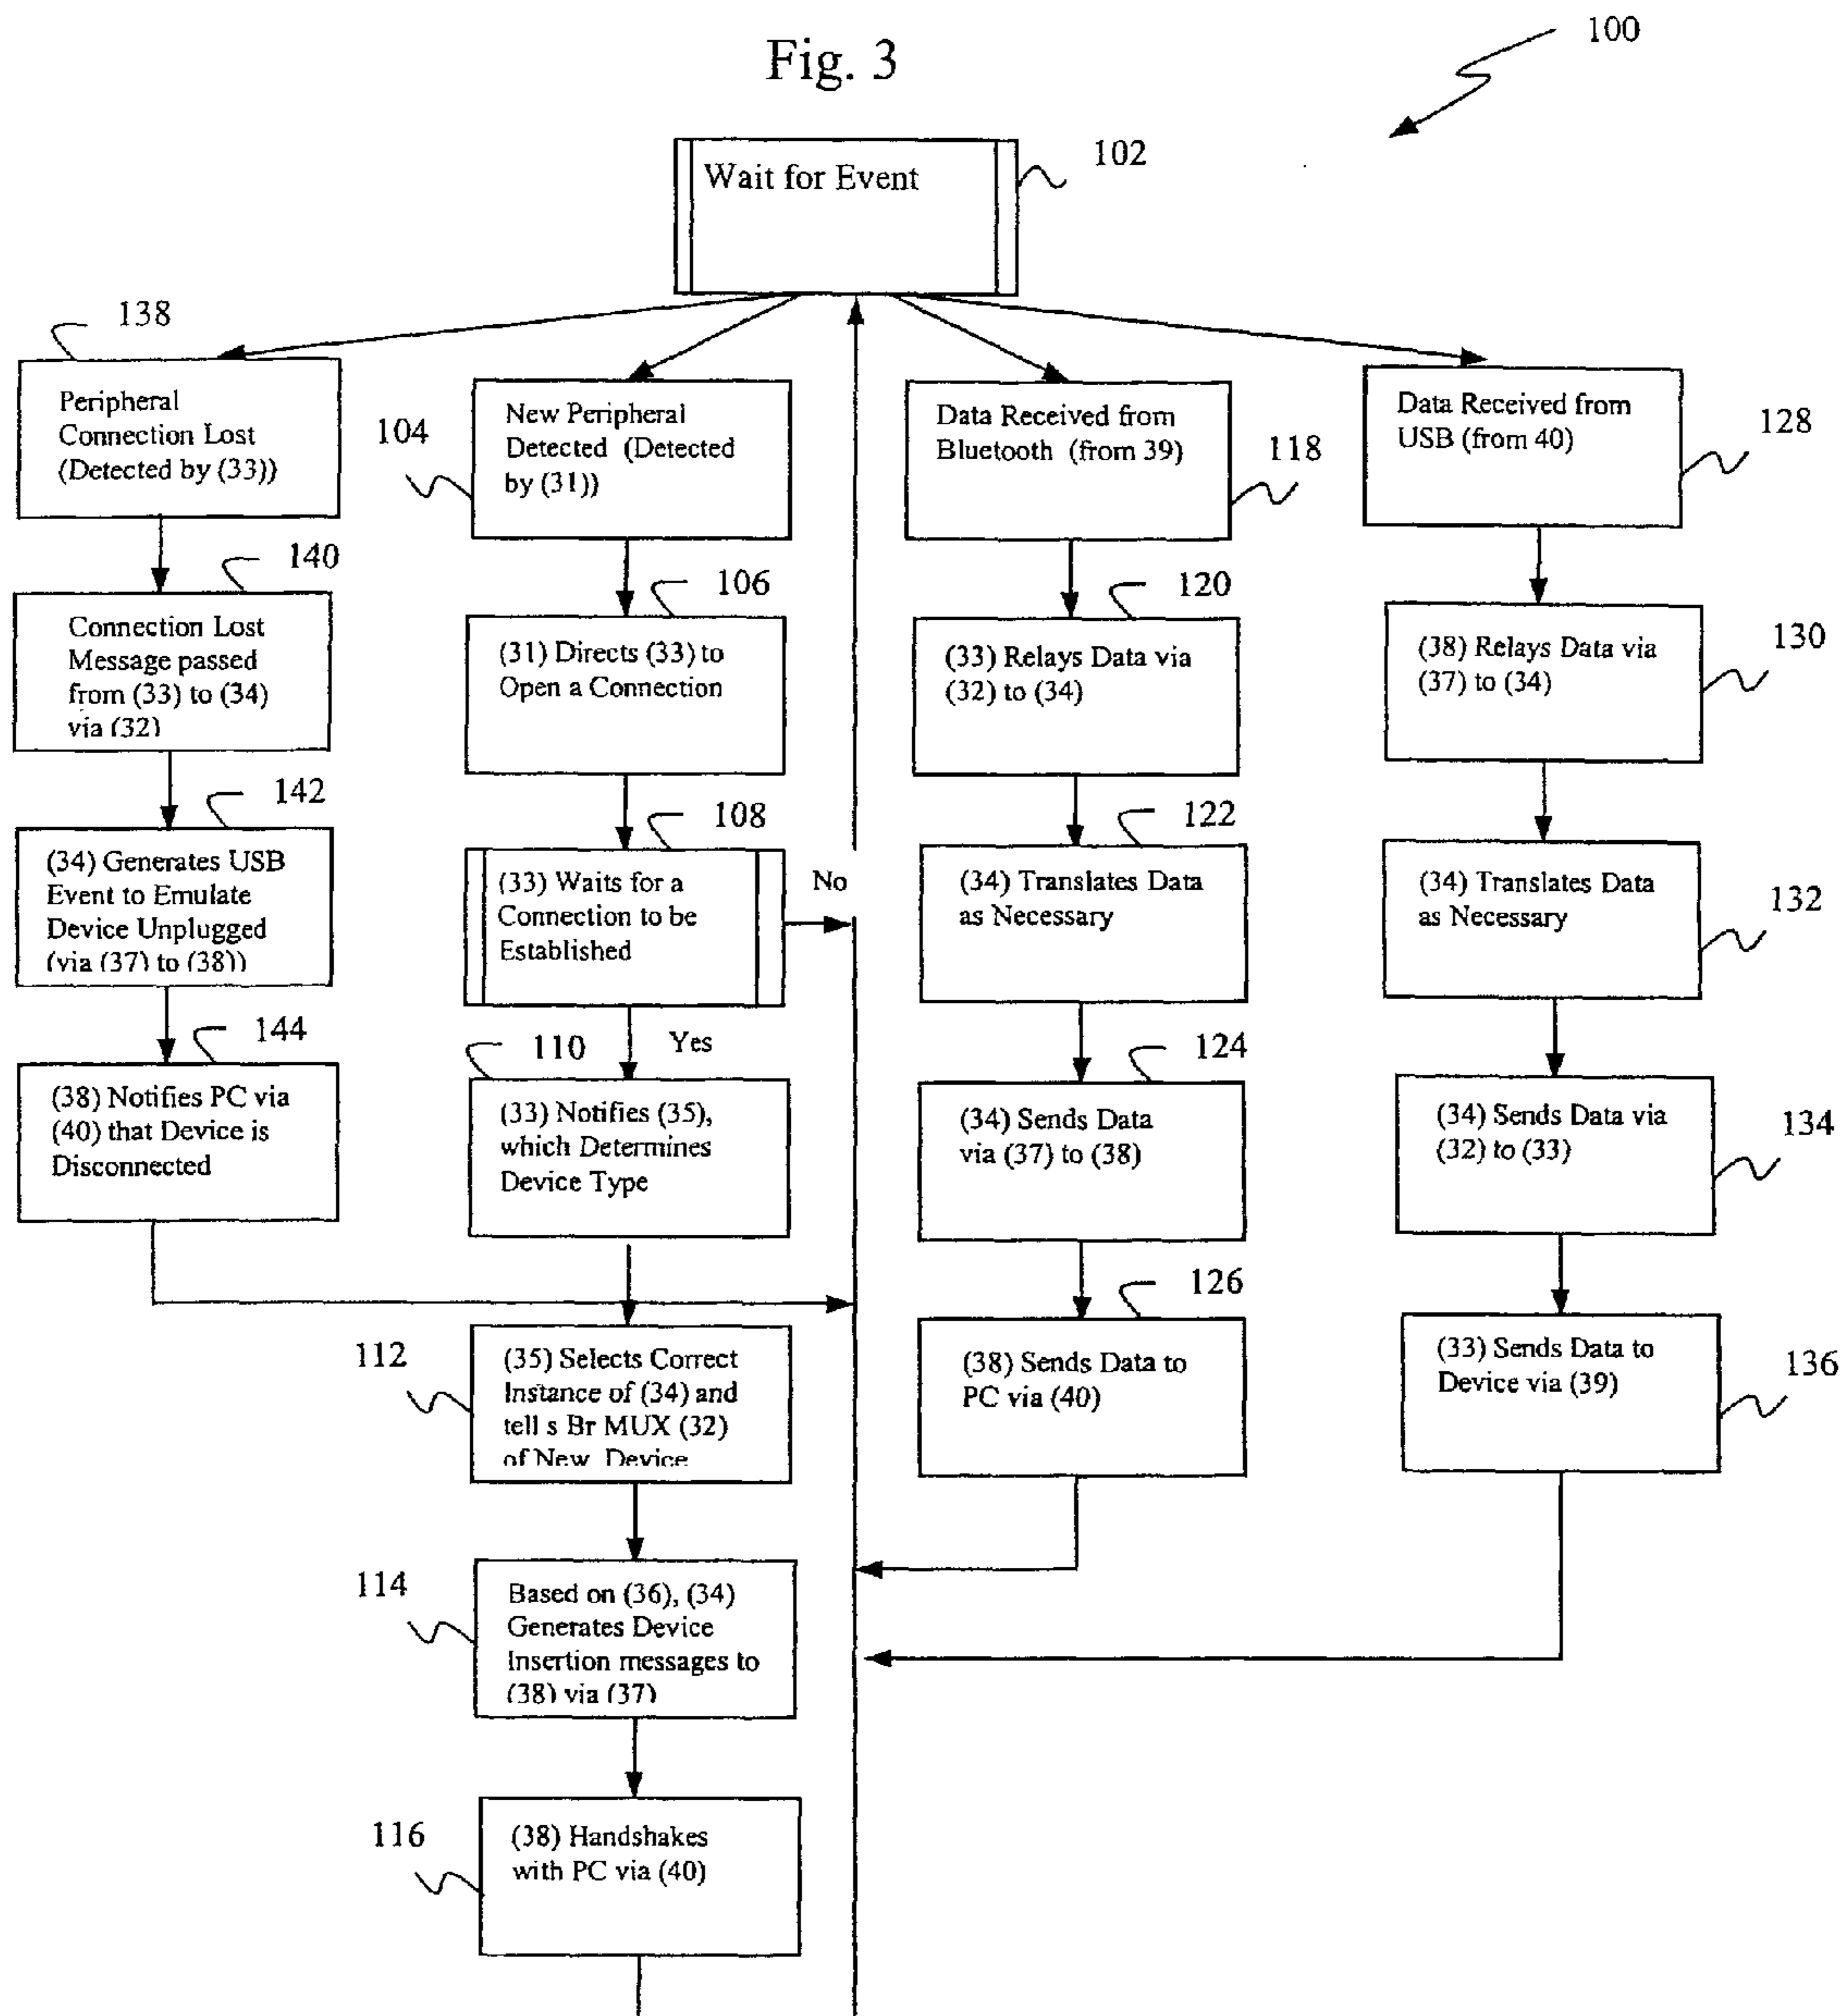 Fig. 3
100
Wait for Event
102
138
Peripheral
Connection Lost
(Detected by (33))
140
Connection Lost
Message passed
from (33) to (34)
via (32)
142
(34) Generates USB
Event to Emulate
Device Unplugged
(via (37) to (38))
144
(38) Notifies PC via
(40) that Device is
Disconnected
104
New Peripheral
Detected (Detected
by (31))
106
(31) Directs (33) to
Open a Connection
108
(33) Waits for a
Connection to be
Established
No
Yes
110
(33) Notifies (35),
which Determines
Device Type
112
(35) Selects Correct
Instance of (34) and
tell s Br MUX (32)
of New Device
114
Based on (36), (34)
Generates Device
Insertion messages to
(38) via (37)
116
(38) Handshakes
with PC via (40)
Data Received from
Bluetooth (from 39)
118
120
(33) Relays Data via
(32) to (34)
122
(34) Translates Data
as Necessary
124
(34) Sends Data
via (37) to (38)
126
(38) Sends Data to
PC via (40)
Data Received from
USB (from 40)
128
(38) Relays Data via
(37) to (34)
130
(34) Translates Data
as Necessary
132
(34) Sends Data via
(32) to (33)
134
(33) Sends Data to
Device via (39)
136